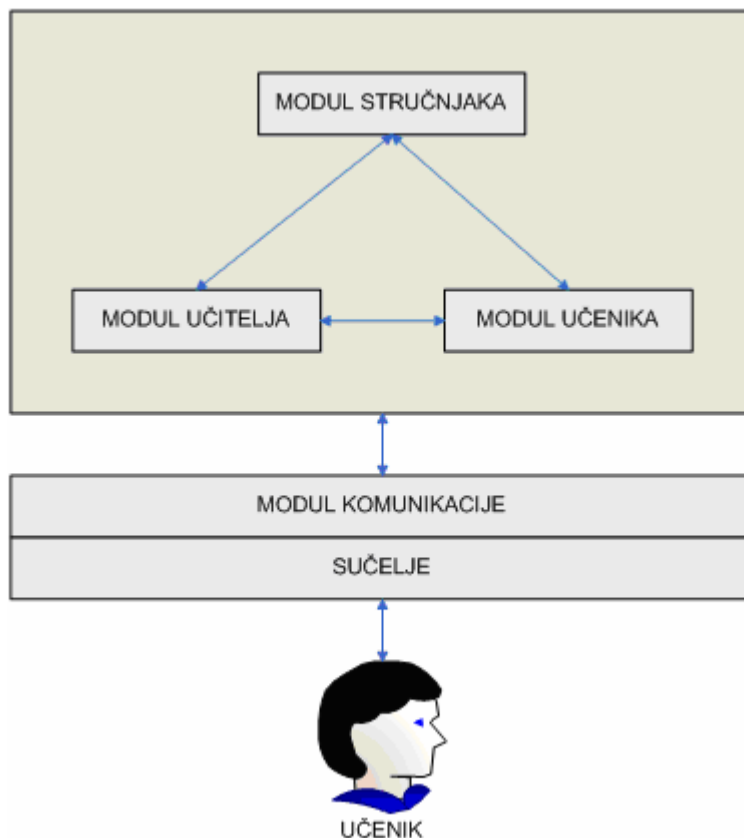 MODUL STRUČNJAKA
MODUL UČITELJA
MODUL UČENIKA
MODUL KOMUNIKACIJE
SUČELJE
UČENIK